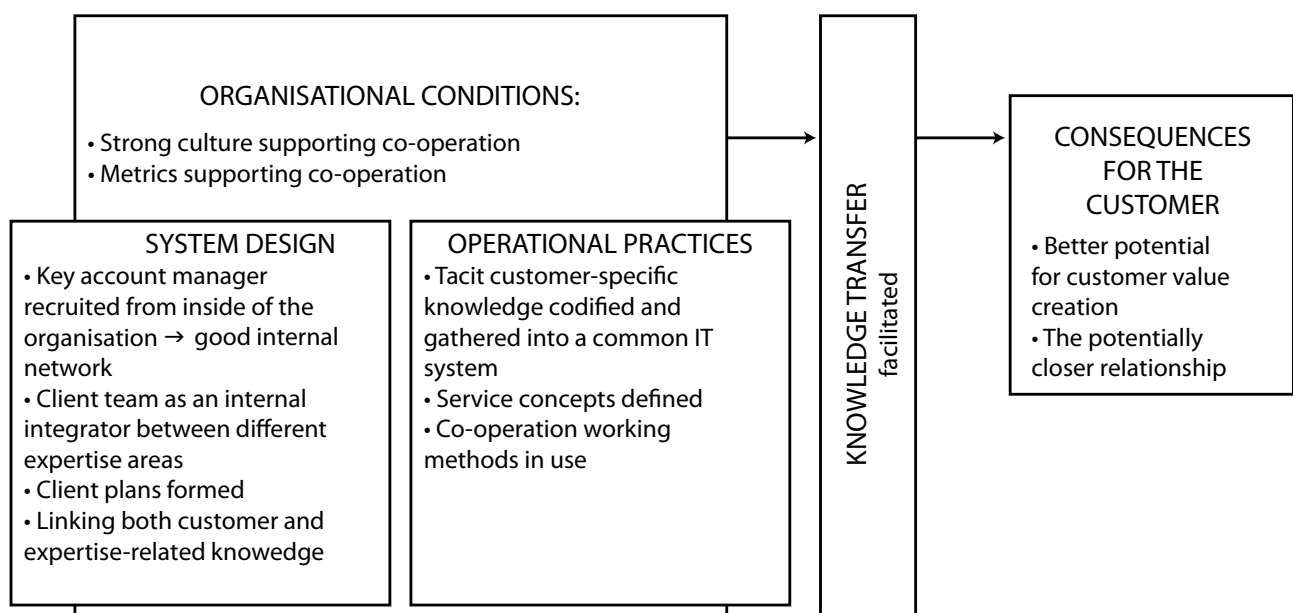 ORGANISATIONAL CONDITIONS:
• Strong culture supporting co-operation
• Metrics supporting co-operation
SYSTEM DESIGN
• Key account manager
recruited from inside of the
organisation → good internal
network
• Client team as an internal
integrator between different
expertise areas
• Client plans formed
• Linking both customer and
expertise-related knowedge
OPERATIONAL PRACTICES
• Tacit customer-specific
knowledge codified and
gathered into a common IT
system
• Service concepts defined
• Co-operation working
methods in use
KNOWLEDGE TRANSFER
facilitated
CONSEQUENCES
FOR THE
CUSTOMER
• Better potential
for customer value
creation
• The potentially
closer relationship